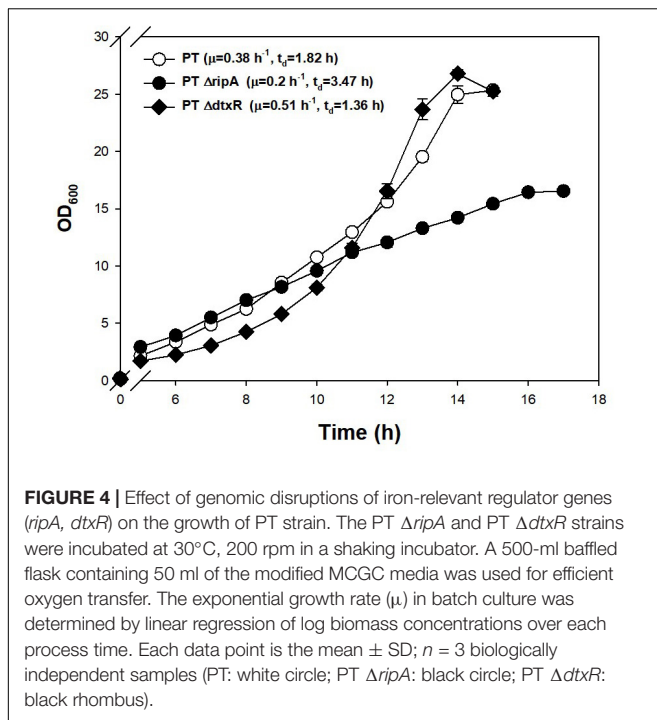 30
25
20
15
10
5
0
OD600
PT (μ=0.38 h-1, td=1.82 h)
PT ΔripA (μ=0.2 h-1, td=3.47 h)
PT ΔdtxR (μ=0.51 h-1, td=1.36 h)
0 6 8 10 12 14 16 18
Time (h)
FIGURE 4 | Effect of genomic disruptions of iron-relevant regulator genes
(ripA, dtxR) on the growth of PT strain. The PT ΔripA and PT ΔdtxR strains
were incubated at 30°C, 200 rpm in a shaking incubator. A 500-ml baffled
flask containing 50 ml of the modified MCGC media was used for efficient
oxygen transfer. The exponential growth rate (μ) in batch culture was
determined by linear regression of log biomass concentrations over each
process time. Each data point is the mean ± SD; n = 3 biologically
independent samples (PT: white circle; PT ΔripA: black circle; PT ΔdtxR:
black rhombus).